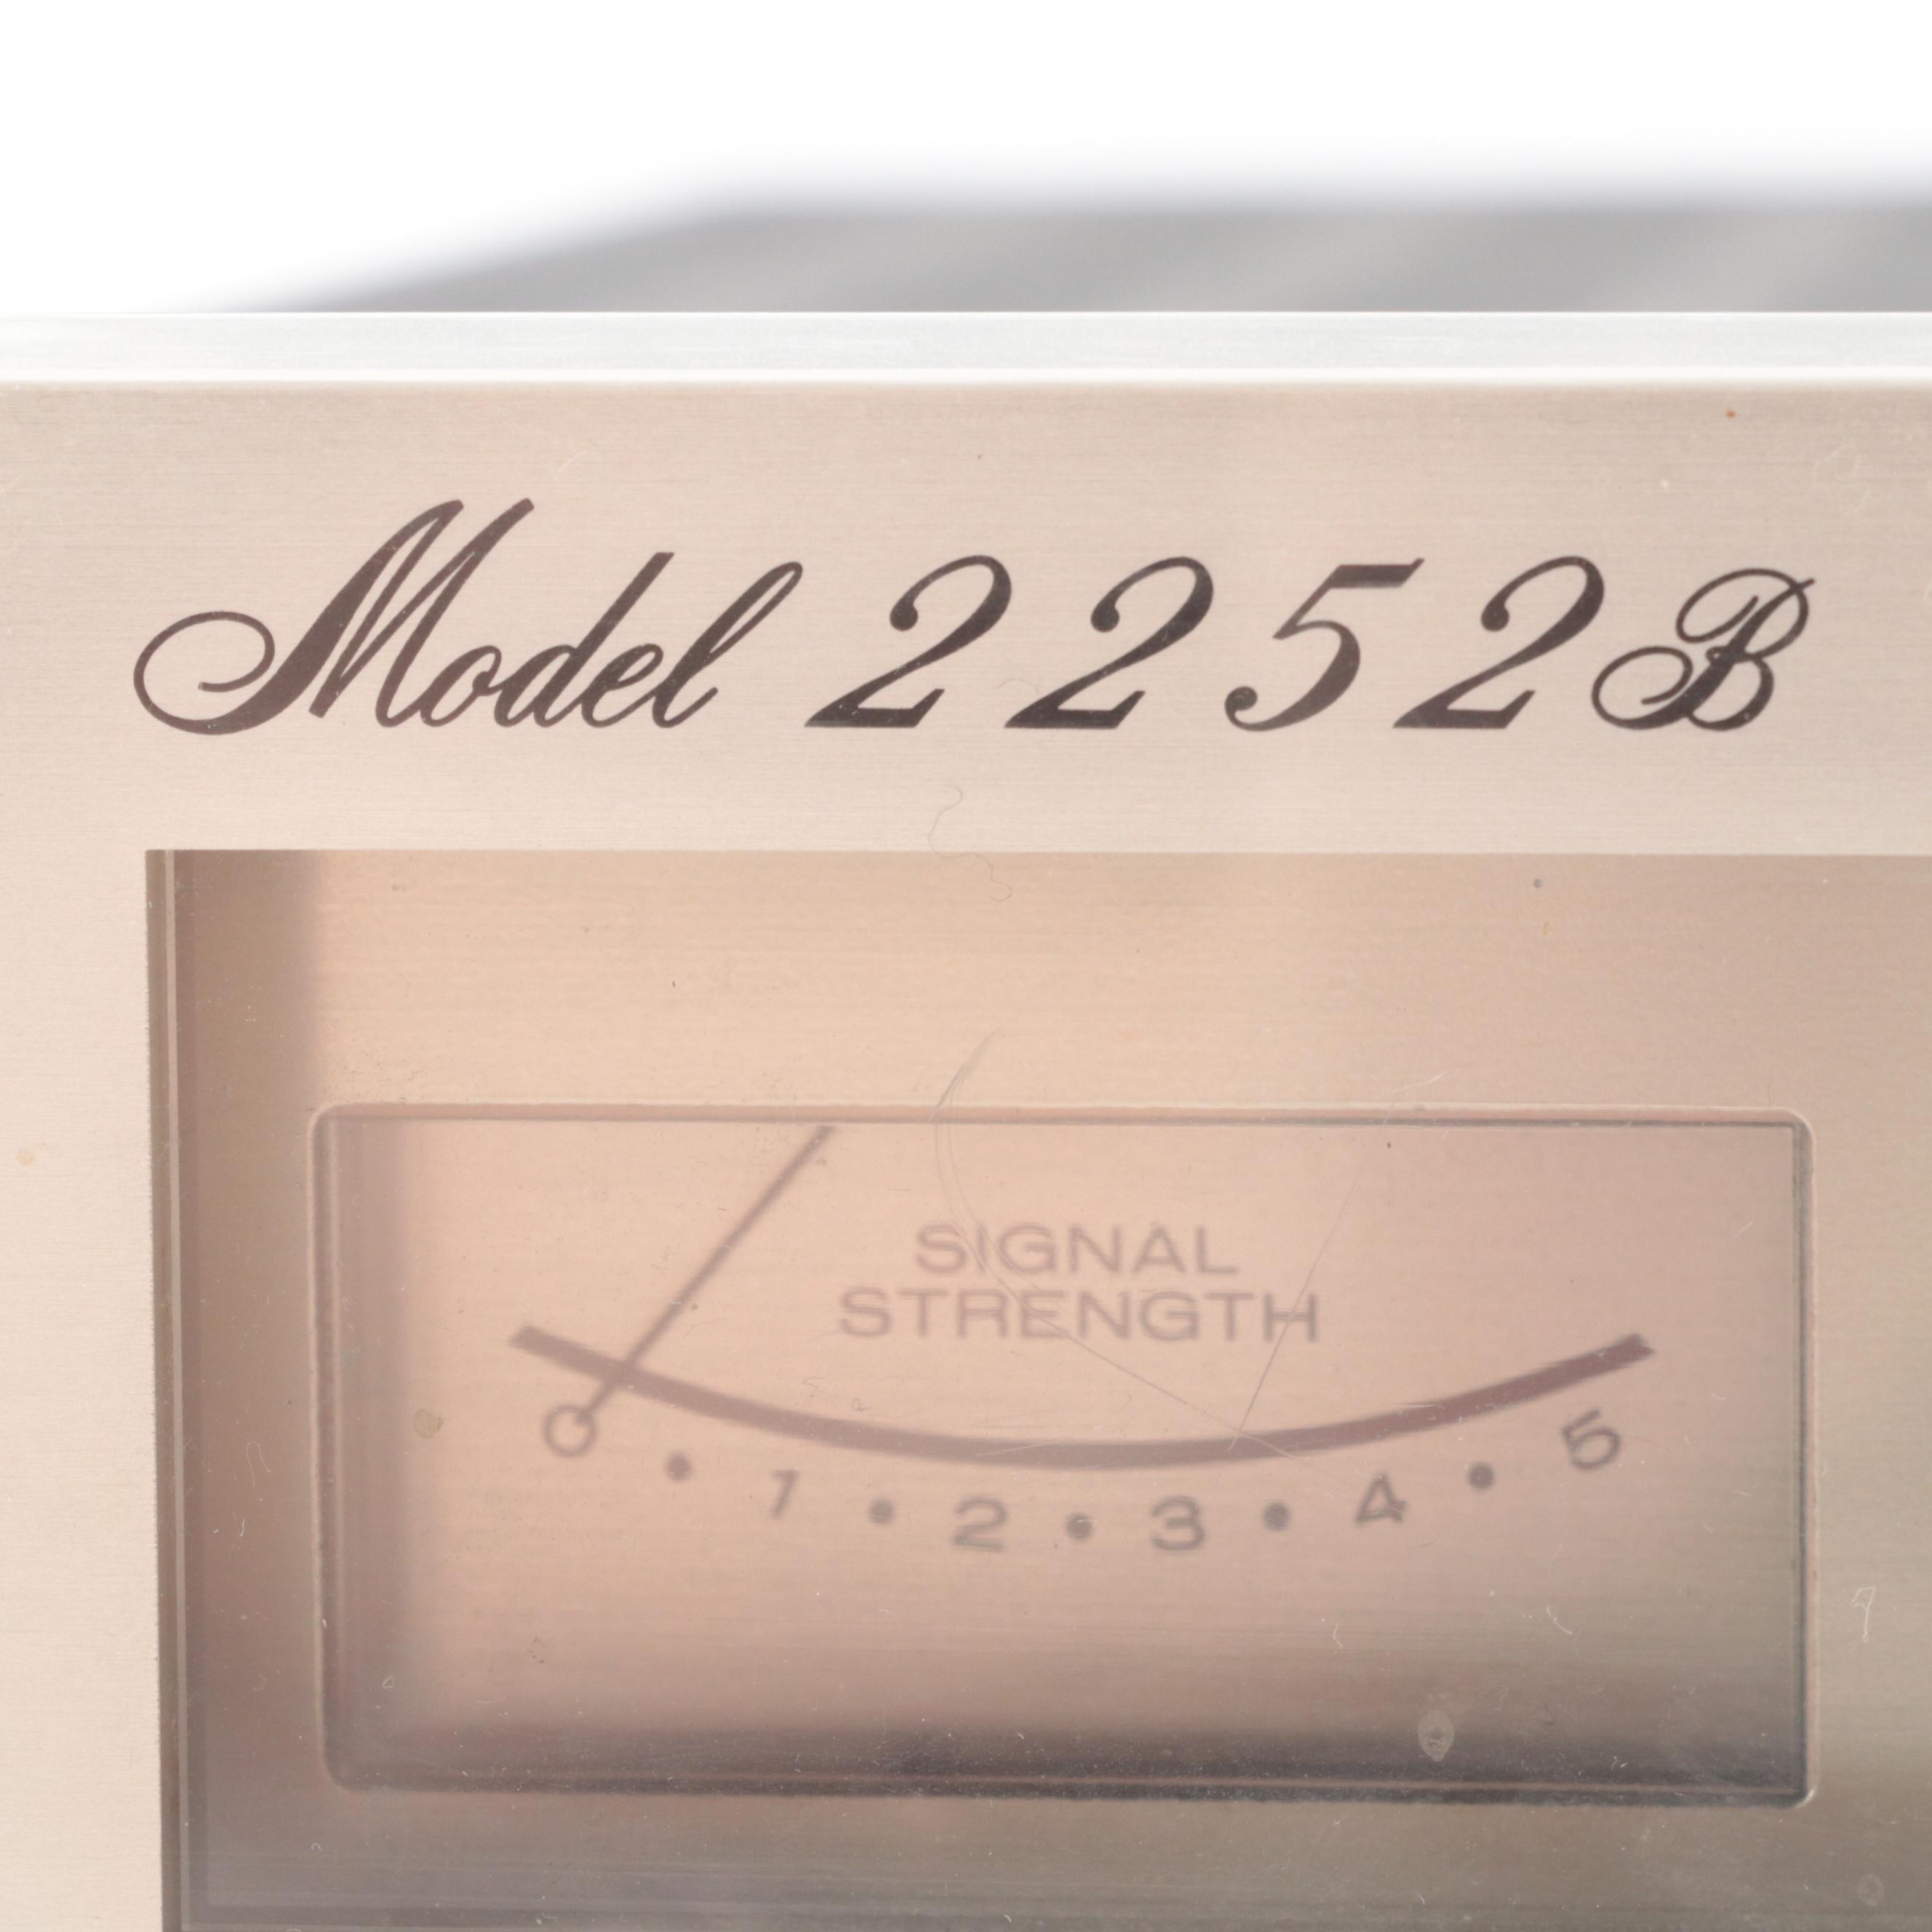 Model 2252B
SIGNAL
STRENGTH
0 • 1 • 2 • 3 • 4 • 5